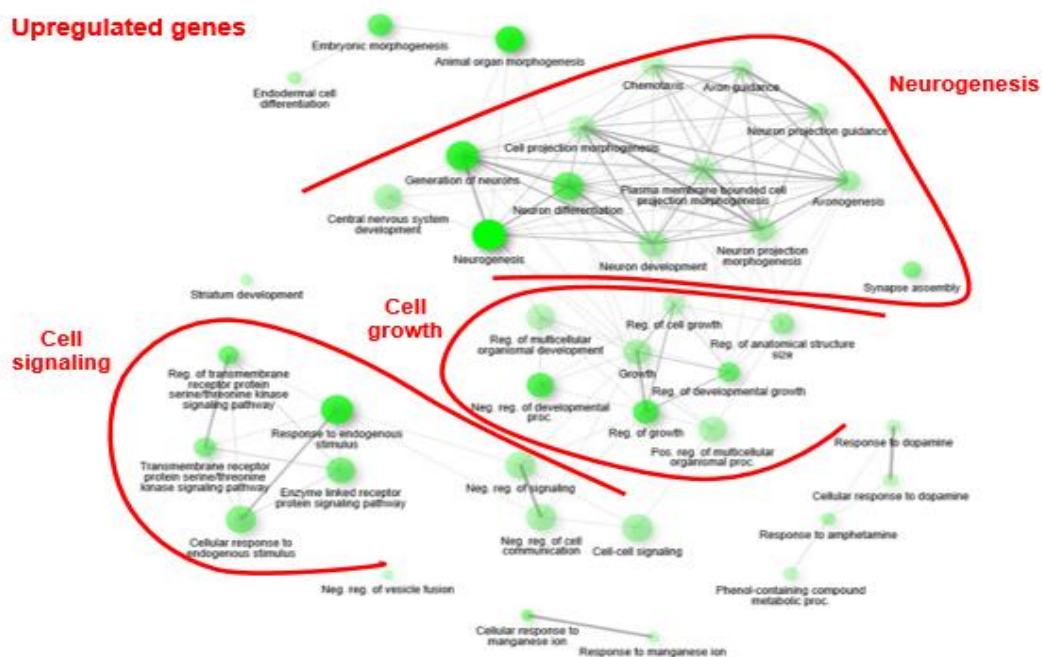 Upregulated genes
Embryonic morphogenesis
Animal organ morphogenesis
Endodermal cell
differentiation
Neurogenesis
Chemotaxis
Axon guidance
Neuron projection guidance
Cell projection morphogenesis
Generation of neurons
Plasma membrane bounded cell
projection morphogenesis
Axonogenesis
Neuron differentiation
Central nervous system
development
Neurogenesis
Neuron development
Neuron projection
morphogenesis
Synapse assembly
Striatum development
Cell
growth
Reg. of cell growth
Reg. of multicellular
organismal development
Reg. of anatomical structure
size
Growth
Reg. of developmental growth
Neg. reg. of developmental
proc.
Reg. of growth
Pos. reg. of multicellular
organismal proc.
Cell
signaling
Reg. of transmembrane
receptor protein
serine/threonine kinase
signaling pathway
Response to endogenous
stimulus
Transmembrane receptor
protein serine/threonine
kinase signaling pathway
Enzyme linked receptor
protein signaling pathway
Cellular response to
endogenous stimulus
Neg. reg. of signaling
Neg. reg. of cell
communication
Cell-cell signaling
Response to dopamine
Cellular response to dopamine
Response to amphetamine
Phenol-containing compound
metabolic proc.
Neg. reg. of vesicle fusion
Cellular response to
manganese ion
Response to manganese ion